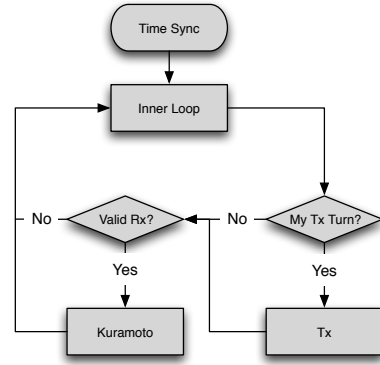 Time Sync
Inner Loop
No
Valid Rx?
No
My Tx Turn?
Yes
Yes
Kuramoto
Tx